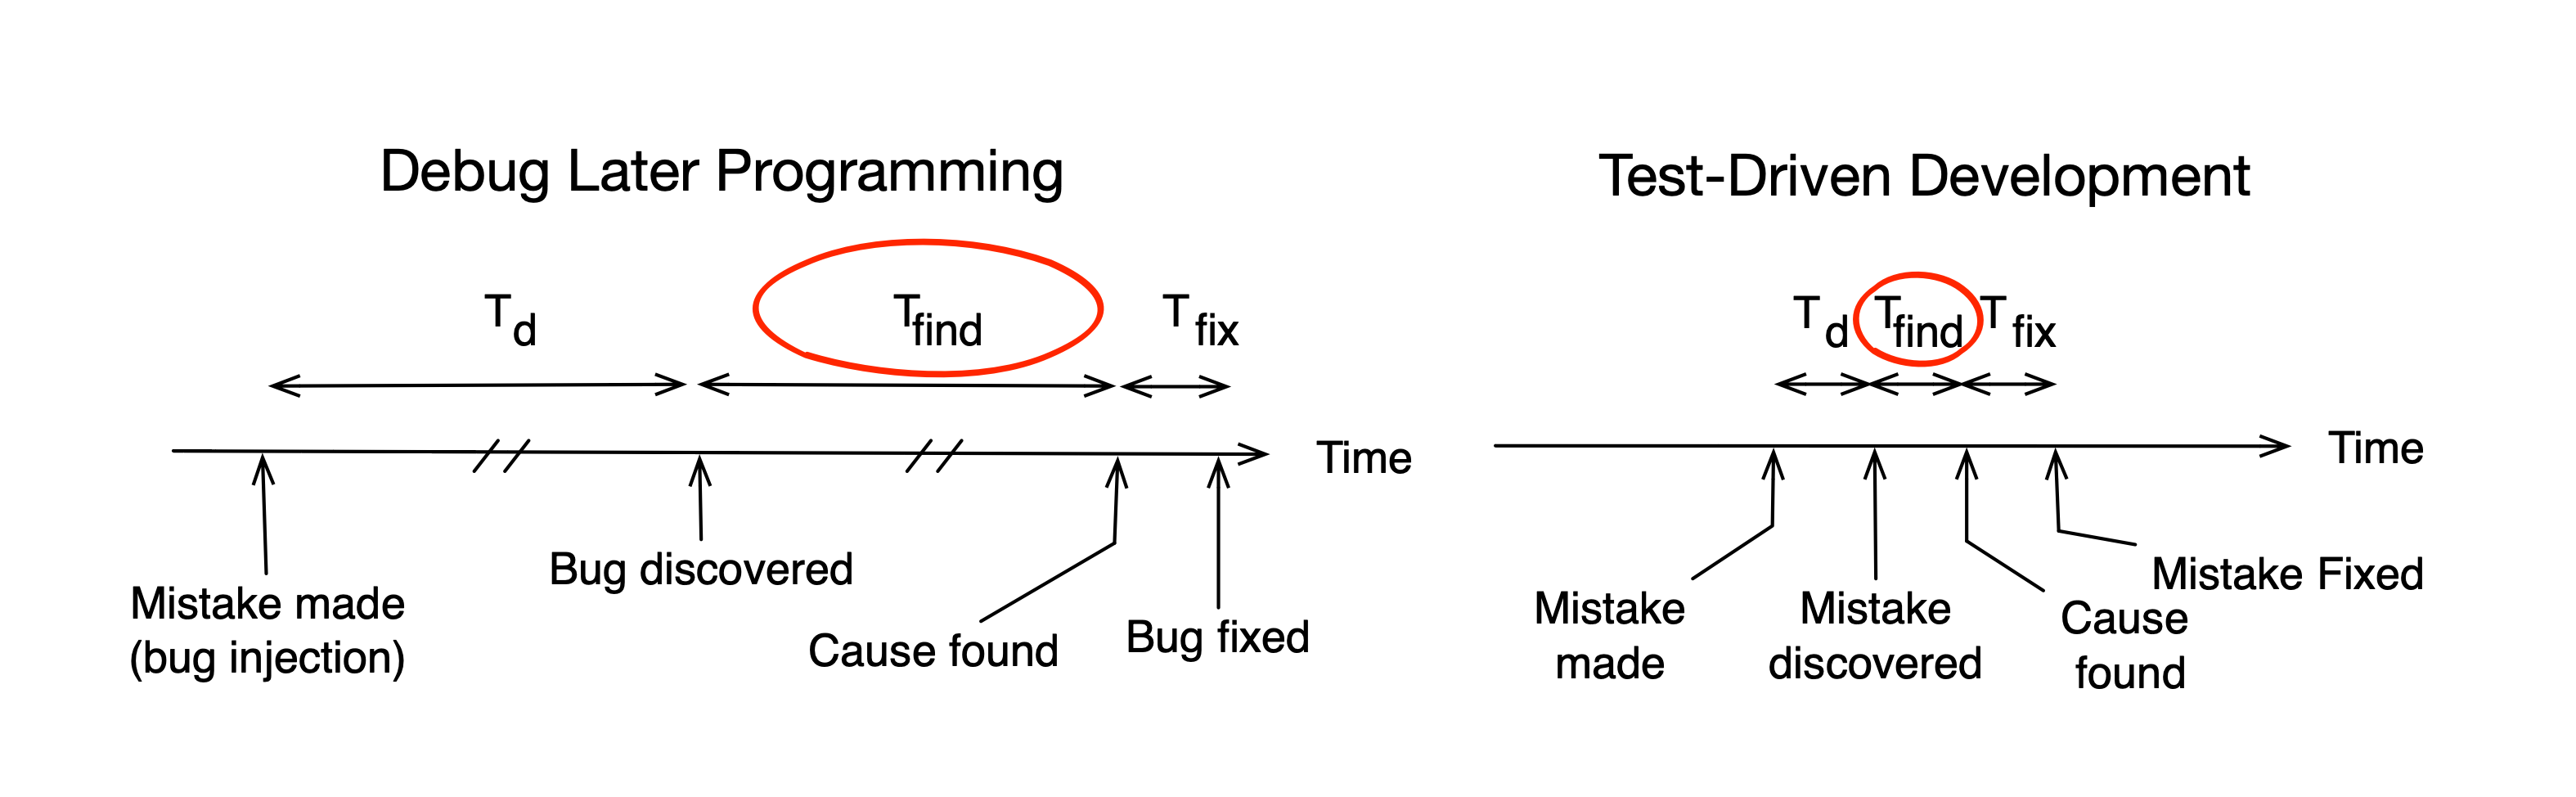 Debug Later Programming
T d
T find
T fix
Time
Mistake made
(bug injection)
Bug discovered
Cause found
Bug fixed
Test-Driven Development
T d
T find
T fix
Time
Mistake
made
Mistake
discovered
Cause
found
Mistake Fixed